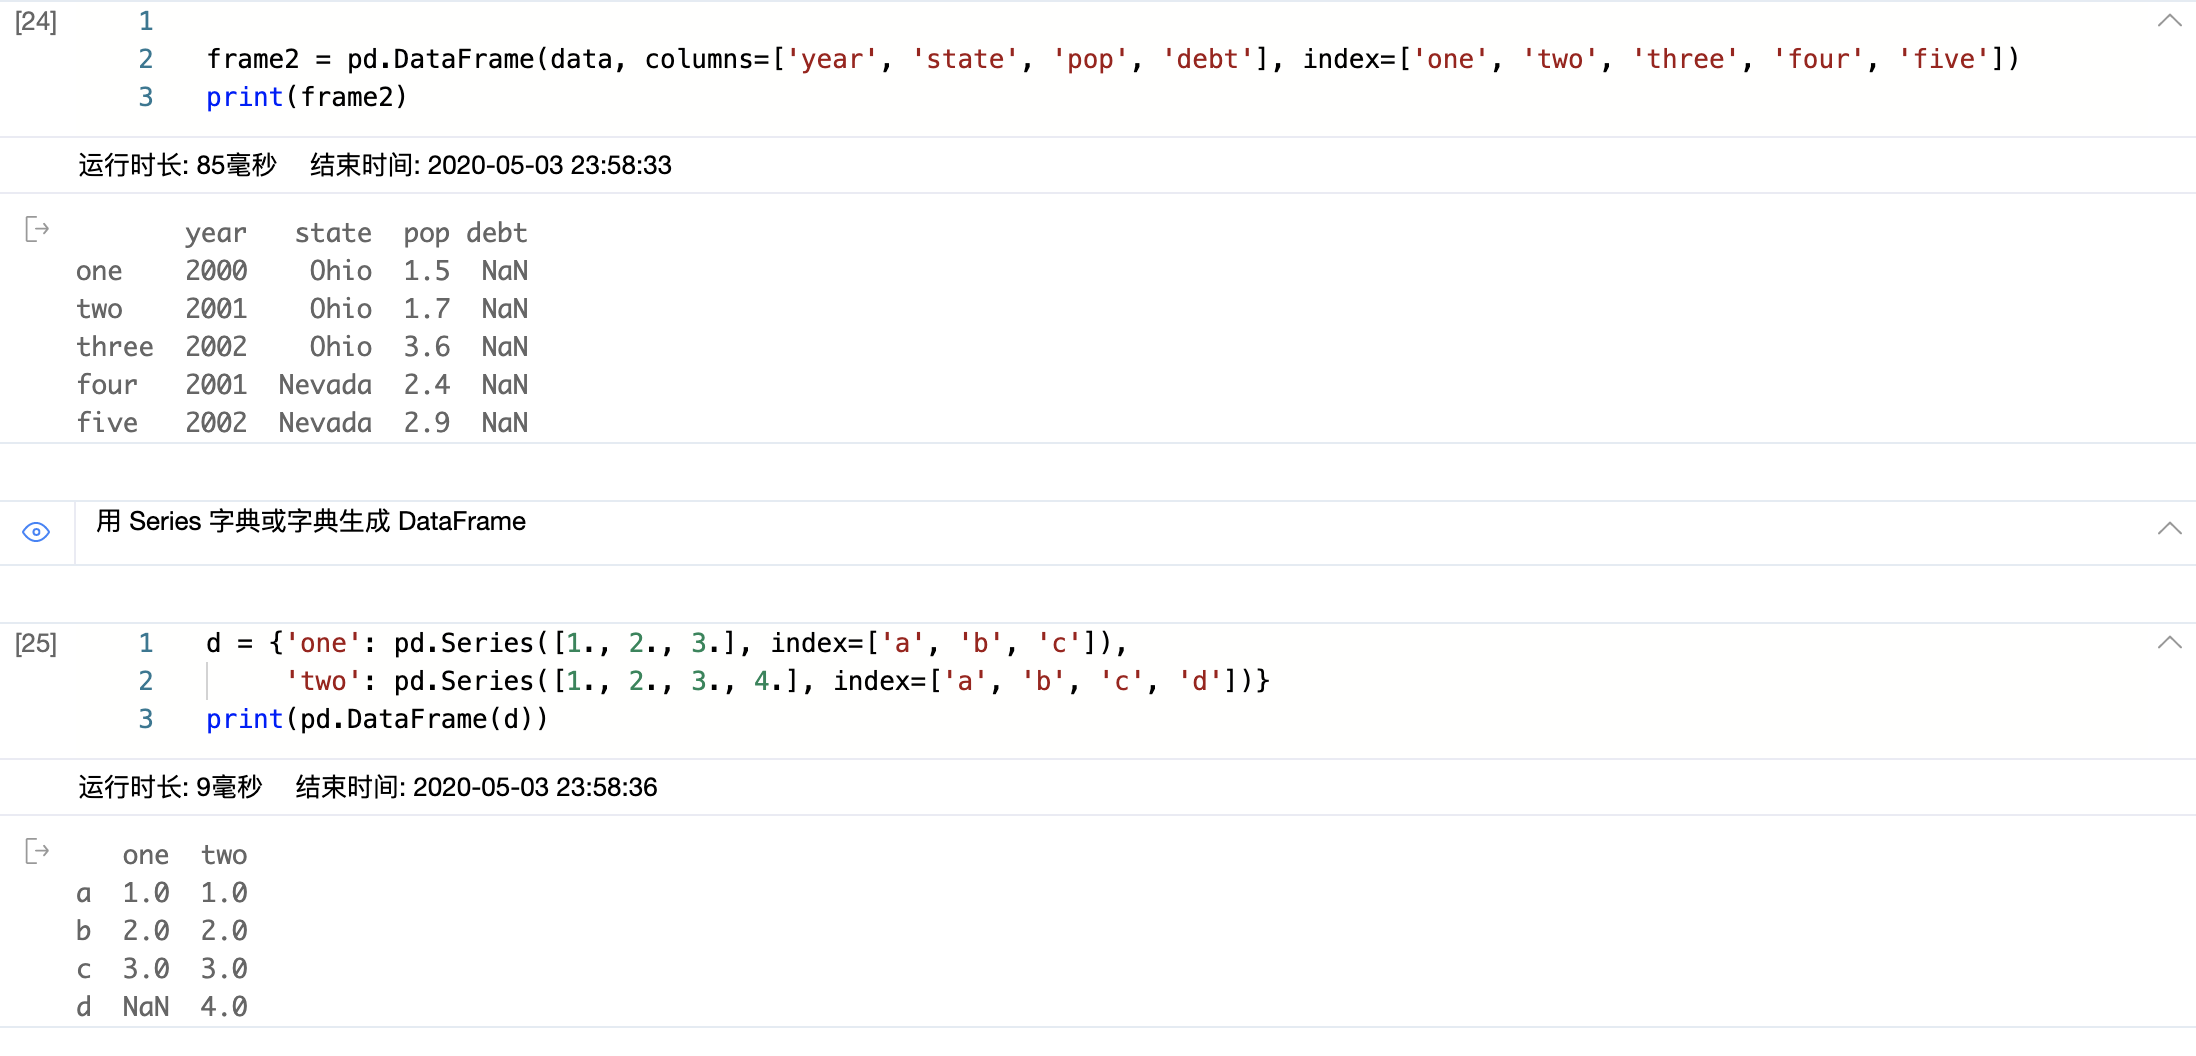 [24]
1
2 frame2 = pd.DataFrame(data, columns=['year', 'state', 'pop', 'debt'], index=['one', 'two', 'three', 'four', 'five'])
3 print(frame2)
运行时长: 85毫秒 结束时间: 2020-05-03 23:58:33
year state pop debt
one 2000 Ohio 1.5 NaN
two 2001 Ohio 1.7 NaN
three 2002 Ohio 3.6 NaN
four 2001 Nevada 2.4 NaN
five 2002 Nevada 2.9 NaN
用 Series 字典或字典生成 DataFrame
[25]
1 d = {'one': pd.Series([1., 2., 3.], index=['a', 'b', 'c']),
2 'two': pd.Series([1., 2., 3., 4.], index=['a', 'b', 'c', 'd'])}
3 print(pd.DataFrame(d))
运行时长: 9毫秒 结束时间: 2020-05-03 23:58:36
one two
a 1.0 1.0
b 2.0 2.0
c 3.0 3.0
d NaN 4.0